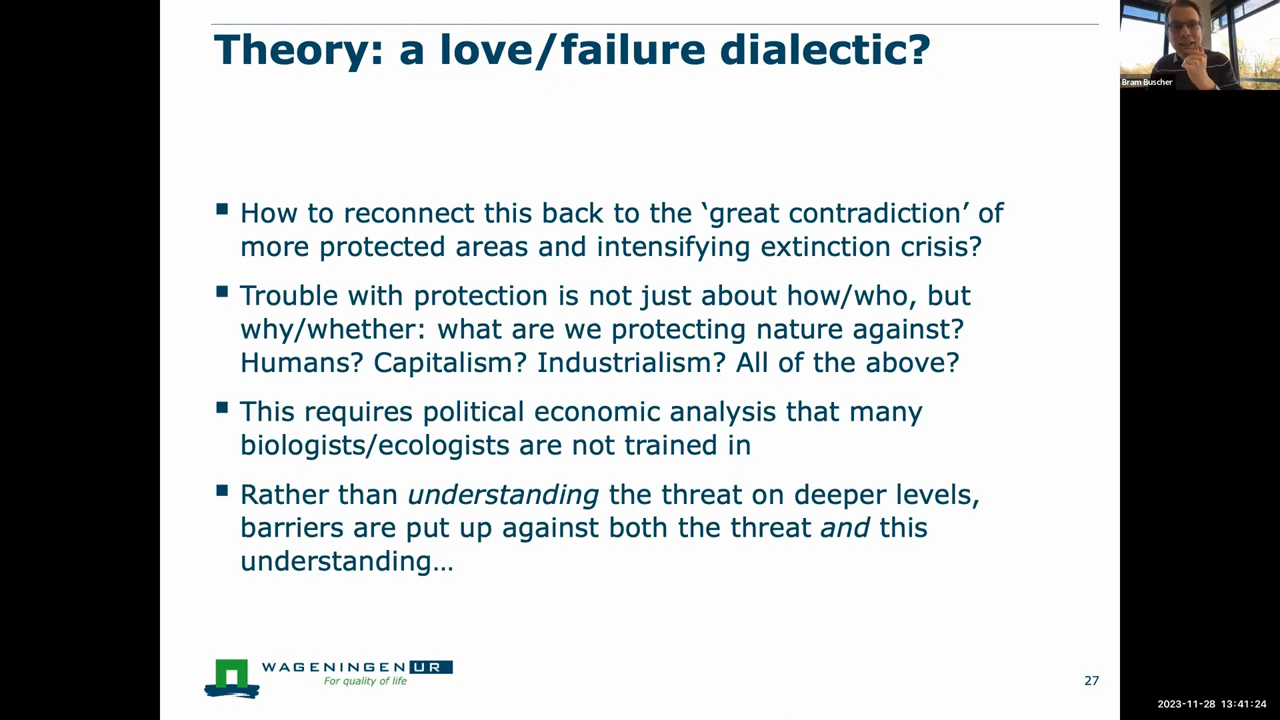 Theory: a love/failure dialectic?
Bram Buscher
▪ How to reconnect this back to the ‘great contradiction’ of
more protected areas and intensifying extinction crisis?
▪ Trouble with protection is not just about how/who, but
why/whether: what are we protecting nature against?
Humans? Capitalism? Industrialism? All of the above?
▪ This requires political economic analysis that many
biologists/ecologists are not trained in
▪ Rather than understanding the threat on deeper levels,
barriers are put up against both the threat and this
understanding…
WAGENINGEN UR
For quality of life
27
2023-11-28 13:41:24